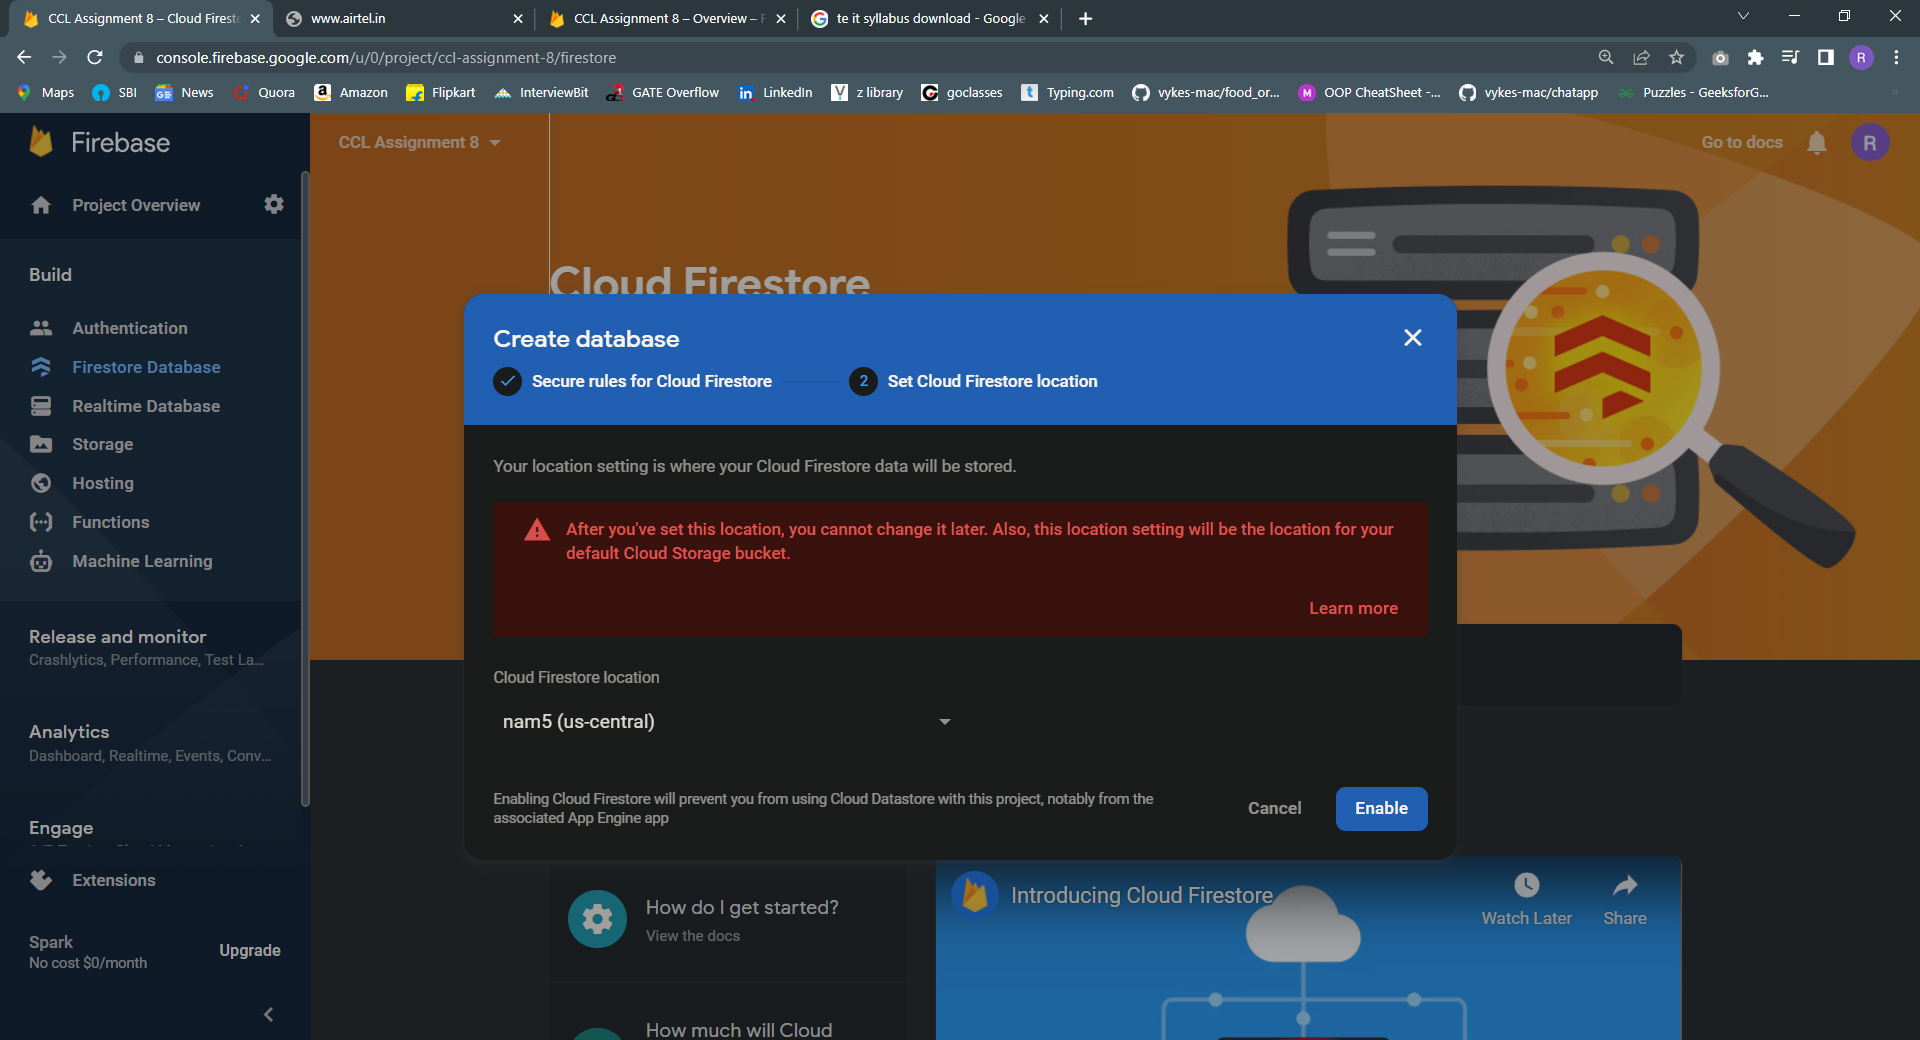 CCL Assignment 8 – Cloud Firesto
www.airtel.in
CCL Assignment 8 – Overview – F
te it syllabus download - Google
console.firebase.google.com/u/0/project/ccl-assignment-8/firestore
R
Maps
SBI
News
Quora
Amazon
Flipkart
InterviewBit
GATE Overflow
LinkedIn
z library
goclasses
Typing.com
vykes-mac/food_or...
OOP CheatSheet -...
vykes-mac/chatapp
Puzzles - GeeksforG...
Firebase
CCL Assignment 8
Go to docs
R
Project Overview
Build
Authentication
Firestore Database
Realtime Database
Storage
Hosting
Functions
Machine Learning
Release and monitor
Crashlytics, Performance, Test La...
Analytics
Dashboard, Realtime, Events, Conv...
Engage
Extensions
Spark
No cost $0/month
Upgrade
Cloud Firestore
Create database
Secure rules for Cloud Firestore
2
Set Cloud Firestore location
Your location setting is where your Cloud Firestore data will be stored.
After you've set this location, you cannot change it later. Also, this location setting will be the location for your
default Cloud Storage bucket.
Learn more
Cloud Firestore location
nam5 (us-central)
Enabling Cloud Firestore will prevent you from using Cloud Datastore with this project, notably from the
associated App Engine app
Cancel
Enable
How do I get started?
View the docs
How much will Cloud
Introducing Cloud Firestore
Watch Later
Share